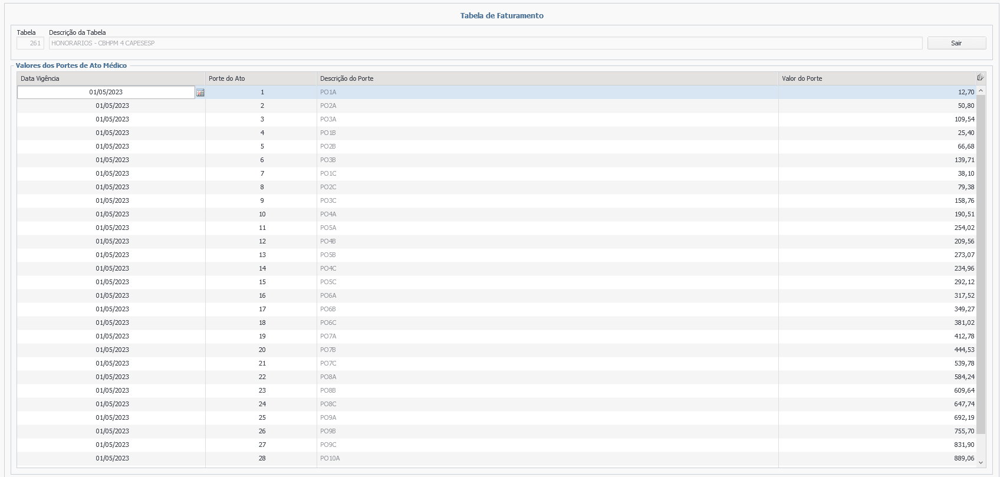 Tabela de Faturamento
Tabela Descrição da Tabela
261 HONORARIOS - CBHPM 4 CAPESESP Sair
Valores dos Portes de Ato Médico
Data Vigência Porte do Ato Descrição do Porte Valor do Porte
01/05/2023 1 PO1A 12,70
01/05/2023 2 PO2A 50,80
01/05/2023 3 PO3A 109,54
01/05/2023 4 PO1B 25,40
01/05/2023 5 PO2B 66,68
01/05/2023 6 PO3B 139,71
01/05/2023 7 PO1C 38,10
01/05/2023 8 PO2C 79,38
01/05/2023 9 PO3C 158,76
01/05/2023 10 PO4A 190,51
01/05/2023 11 PO5A 254,02
01/05/2023 12 PO4B 209,56
01/05/2023 13 PO5B 273,07
01/05/2023 14 PO4C 234,96
01/05/2023 15 PO5C 292,12
01/05/2023 16 PO6A 317,52
01/05/2023 17 PO6B 349,27
01/05/2023 18 PO6C 381,02
01/05/2023 19 PO7A 412,78
01/05/2023 20 PO7B 444,53
01/05/2023 21 PO7C 539,78
01/05/2023 22 PO8A 584,24
01/05/2023 23 PO8B 609,64
01/05/2023 24 PO8C 647,74
01/05/2023 25 PO9A 692,19
01/05/2023 26 PO9B 755,70
01/05/2023 27 PO9C 831,90
01/05/2023 28 PO10A 889,06